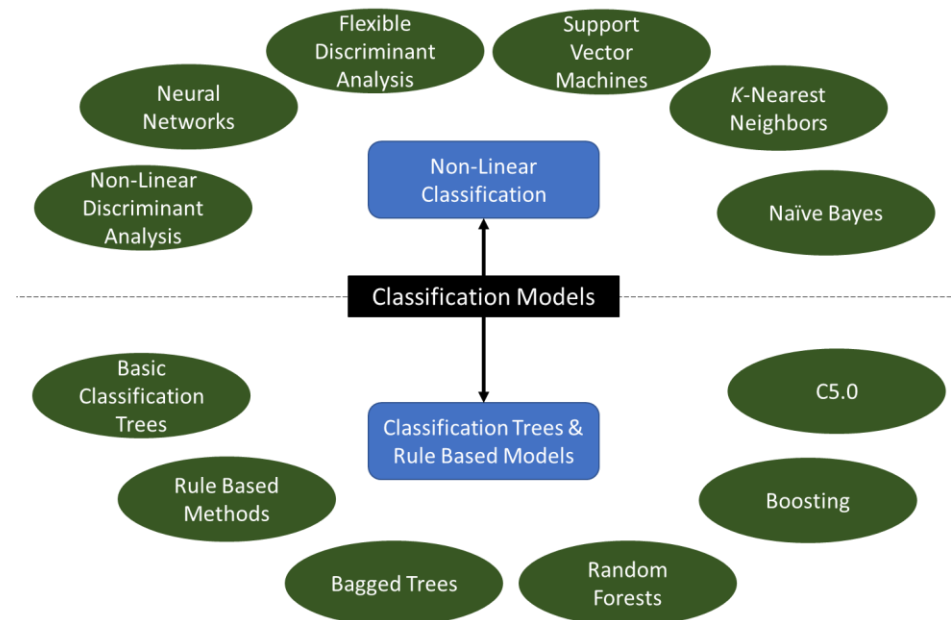 Flexible
Discriminant
Analysis
Support
Vector
Machines
Neural
Networks
K-Nearest
Neighbors
Non-Linear
Discriminant
Analysis
Non-Linear
Classification
Naïve Bayes
Classification Models
Basic
Classification
Trees
C5.0
Classification Trees &
Rule Based Models
Rule Based
Methods
Boosting
Bagged Trees
Random
Forests